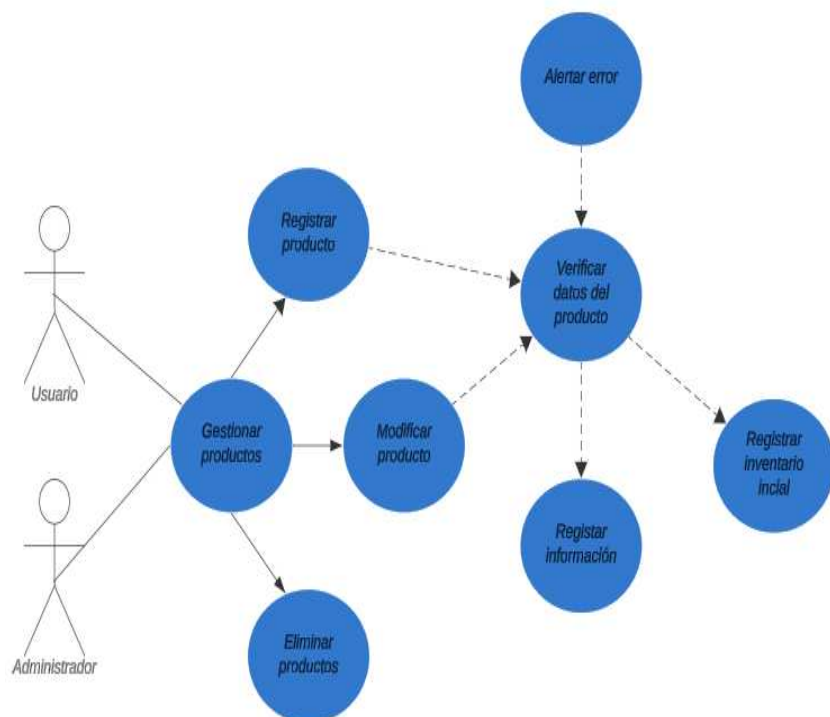 Alertar error
Registrar
producto
Verificar
datos del
producto
Usuario
Gestionar
productos
Modificar
producto
Registrar
inventario
incial
Registar
información
Eliminar
productos
Administrador